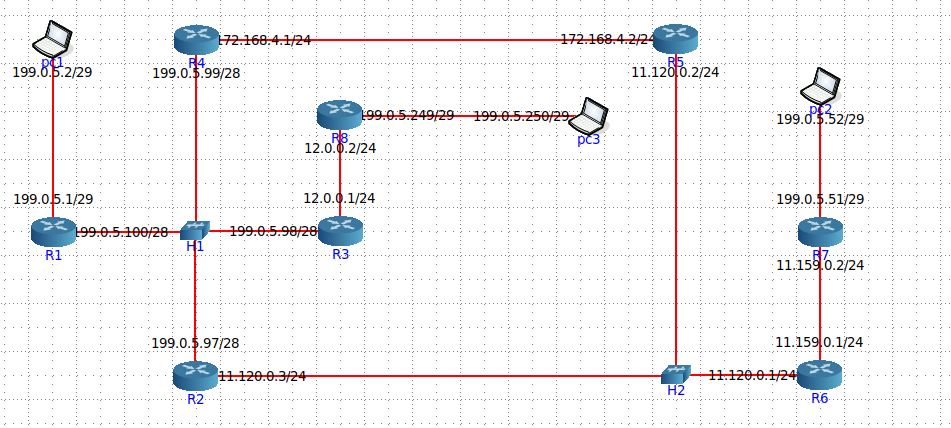 pc1
199.0.5.2/29
R4
172.168.4.1/24
199.0.5.99/28
172.168.4.2/24
R5
11.120.0.2/24
R8
199.0.5.249/29
199.0.5.250/29
pc3
12.0.0.2/24
pc2
199.0.5.52/29
199.0.5.1/29
R1
199.0.5.100/28
H1
199.0.5.98/28
12.0.0.1/24
R3
199.0.5.51/29
R7
11.159.0.2/24
199.0.5.97/28
R2
11.120.0.3/24
H2
11.120.0.1/24
11.159.0.1/24
R6